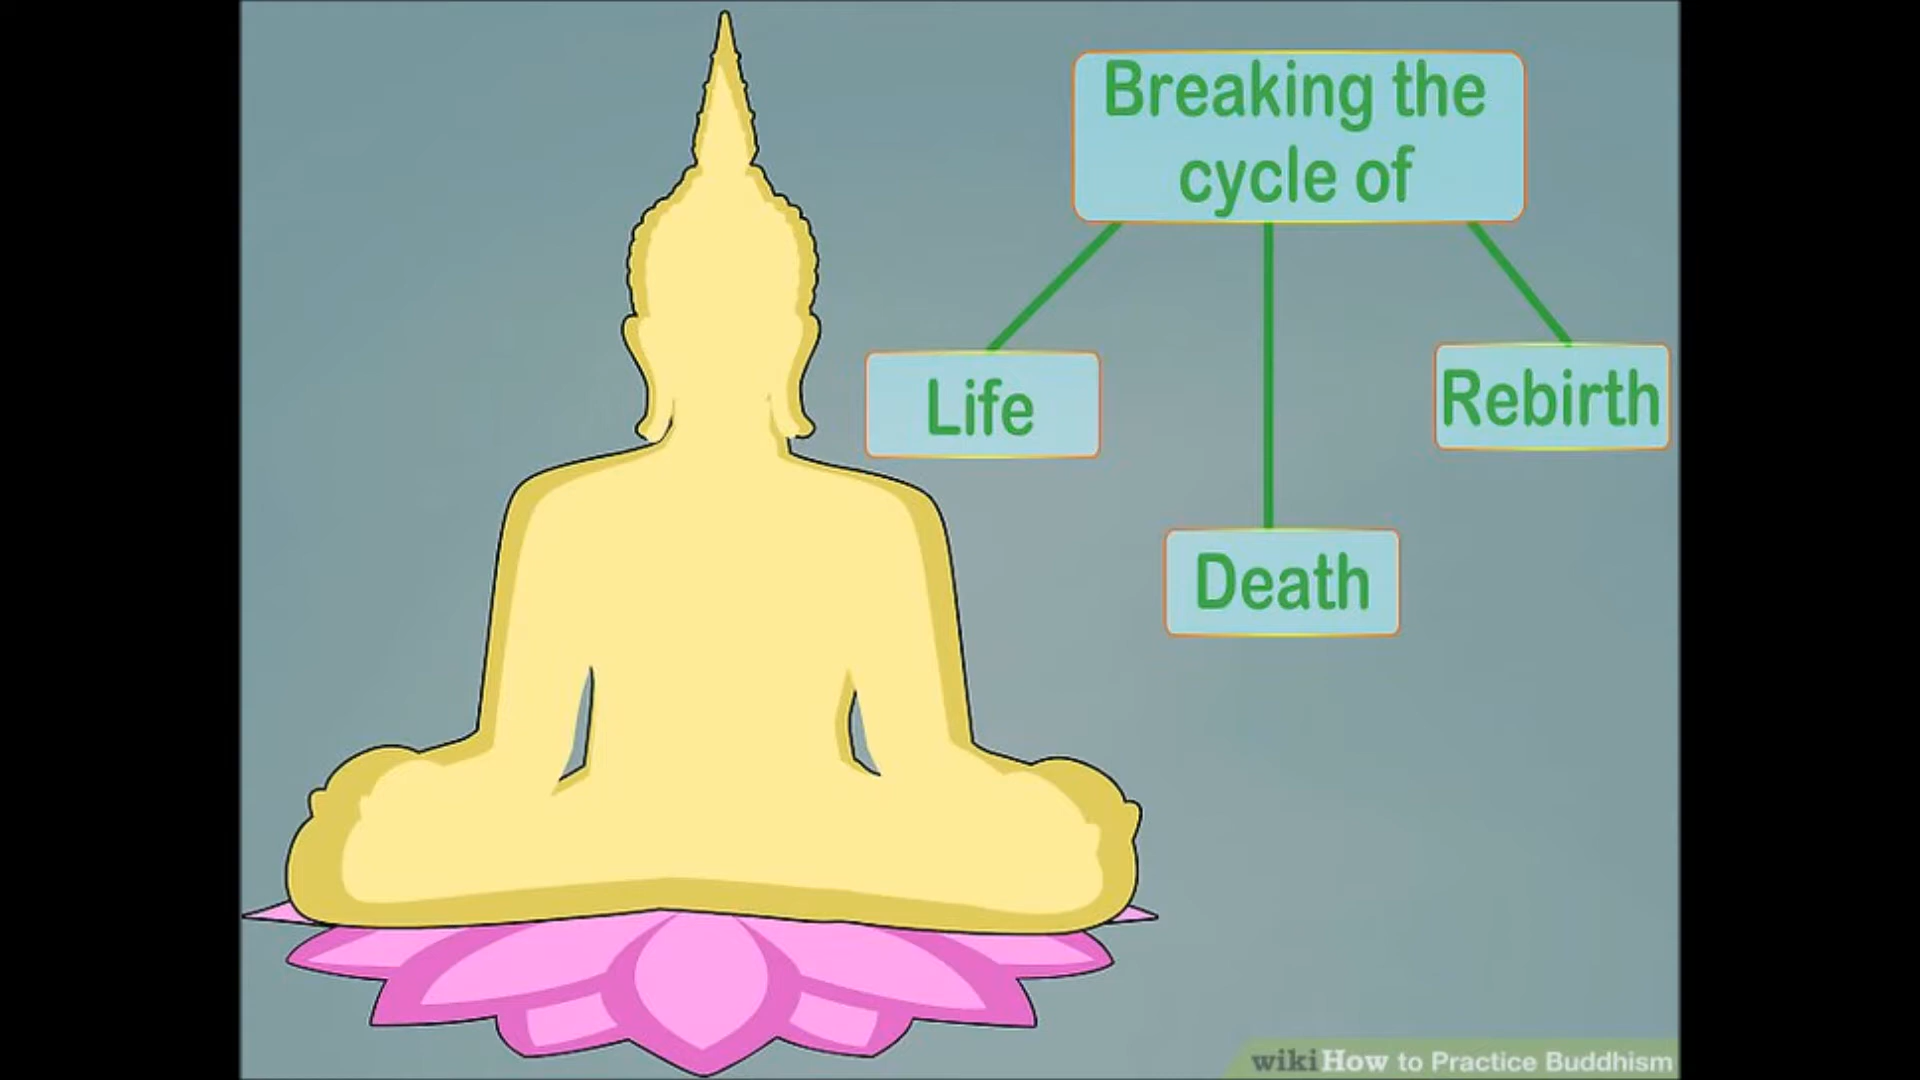 Breaking the
cycle of
Life
Rebirth
Death
wikiHow to Practice Buddhism